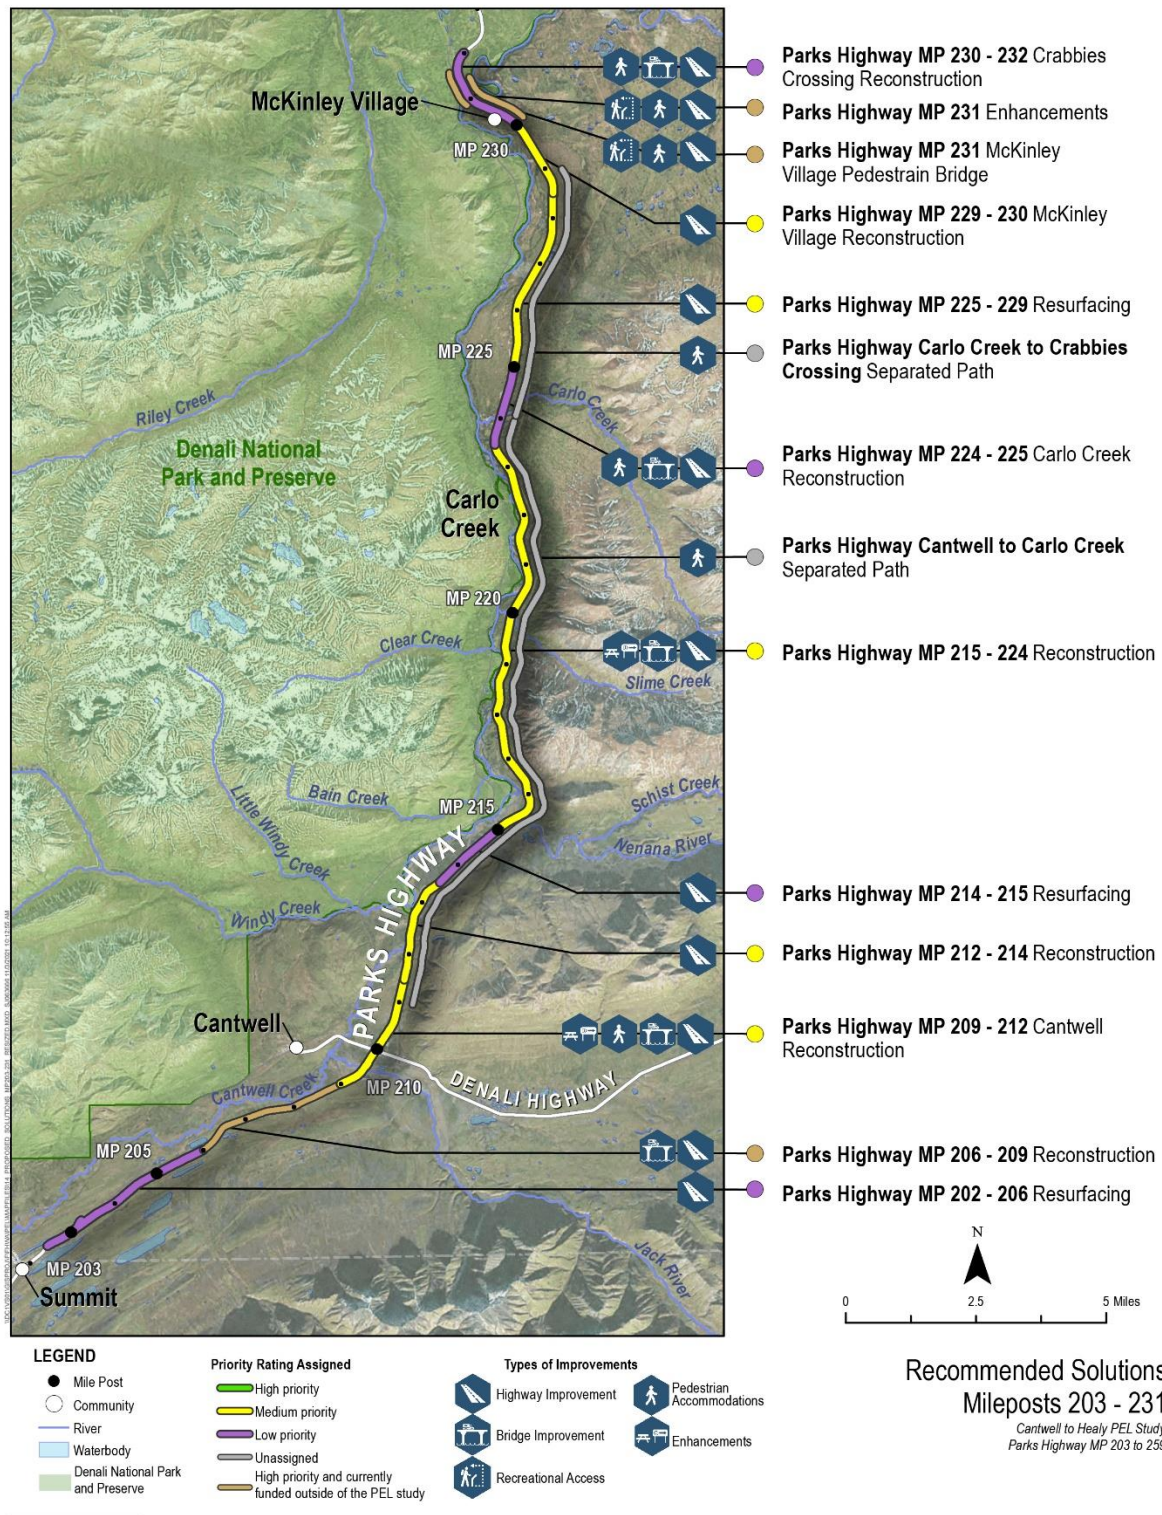 Parks Highway MP 230 - 232 Crabbies
Crossing Reconstruction
McKinley Village
Parks Highway MP 231 Enhancements
MP 230
Parks Highway MP 231 McKinley
Village Pedestrain Bridge
Parks Highway MP 229 - 230 McKinley
Village Reconstruction
Parks Highway MP 225 - 229 Resurfacing
MP 225
Parks Highway Carlo Creek to Crabbies
Crossing Separated Path
Riley Creek
Carlo Creek
Denali National
Park and Preserve
Parks Highway MP 224 - 225 Carlo Creek
Reconstruction
Carlo
Creek
Parks Highway Cantwell to Carlo Creek
Separated Path
MP 220
Clear Creek
Parks Highway MP 215 - 224 Reconstruction
Slime Creek
Bain Creek
MP 215
Schist Creek
Little Windy Creek
Nenana River
PARKS HIGHWAY
Parks Highway MP 214 - 215 Resurfacing
Windy Creek
Parks Highway MP 212 - 214 Reconstruction
Cantwell
Parks Highway MP 209 - 212 Cantwell
Reconstruction
Cantwell Creek
MP 210
DENALI HIGHWAY
MP 205
Parks Highway MP 206 - 209 Reconstruction
Parks Highway MP 202 - 206 Resurfacing
Jack River
MP 203
Summit
N
0 2.5 5 Miles
LEGEND
Mile Post
Community
River
Waterbody
Denali National Park
and Preserve
Priority Rating Assigned
High priority
Medium priority
Low priority
Unassigned
High priority and currently
funded outside of the PEL study
Types of Improvements
Highway Improvement
Bridge Improvement
Recreational Access
Pedestrian
Accommodations
Enhancements
Recommended Solutions
Mileposts 203 - 231
Cantwell to Healy PEL Study
Parks Highway MP 203 to 259